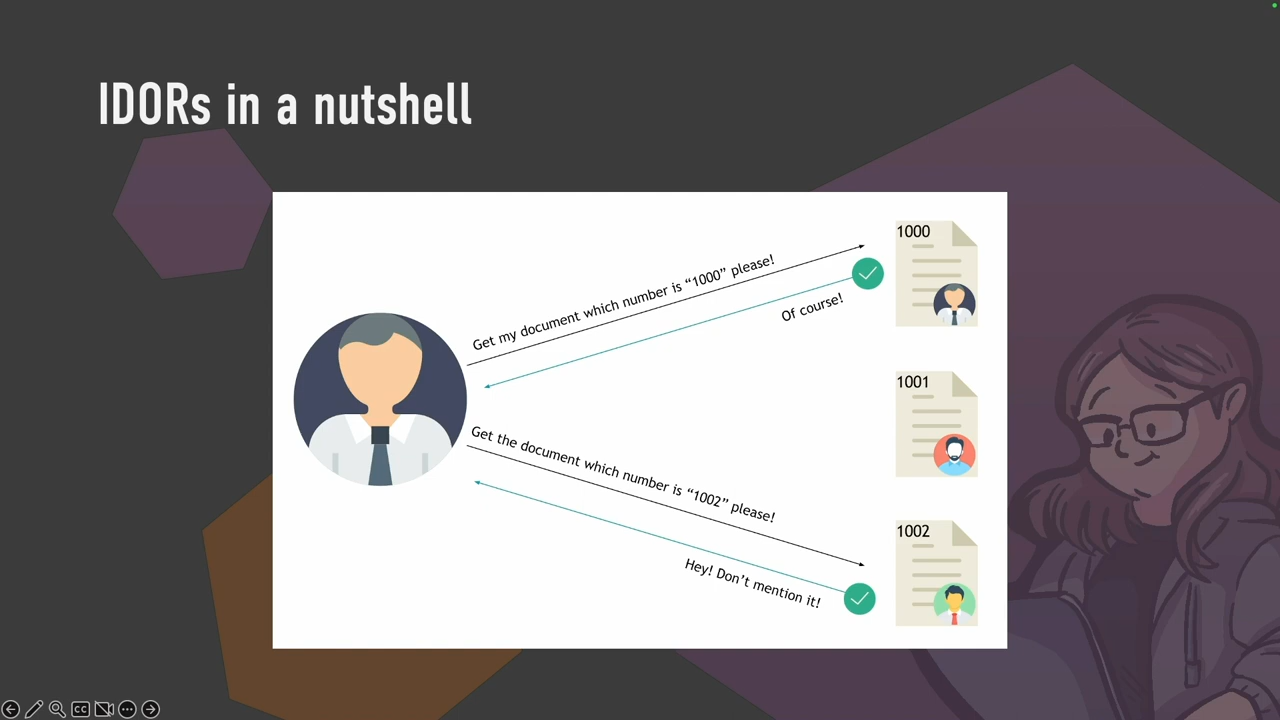 IDORs in a nutshell
Get my document which number is “1000” please!
Of course!
1000
1001
Get the document which number is “1002” please!
Hey! Don’t mention it!
1002
CC